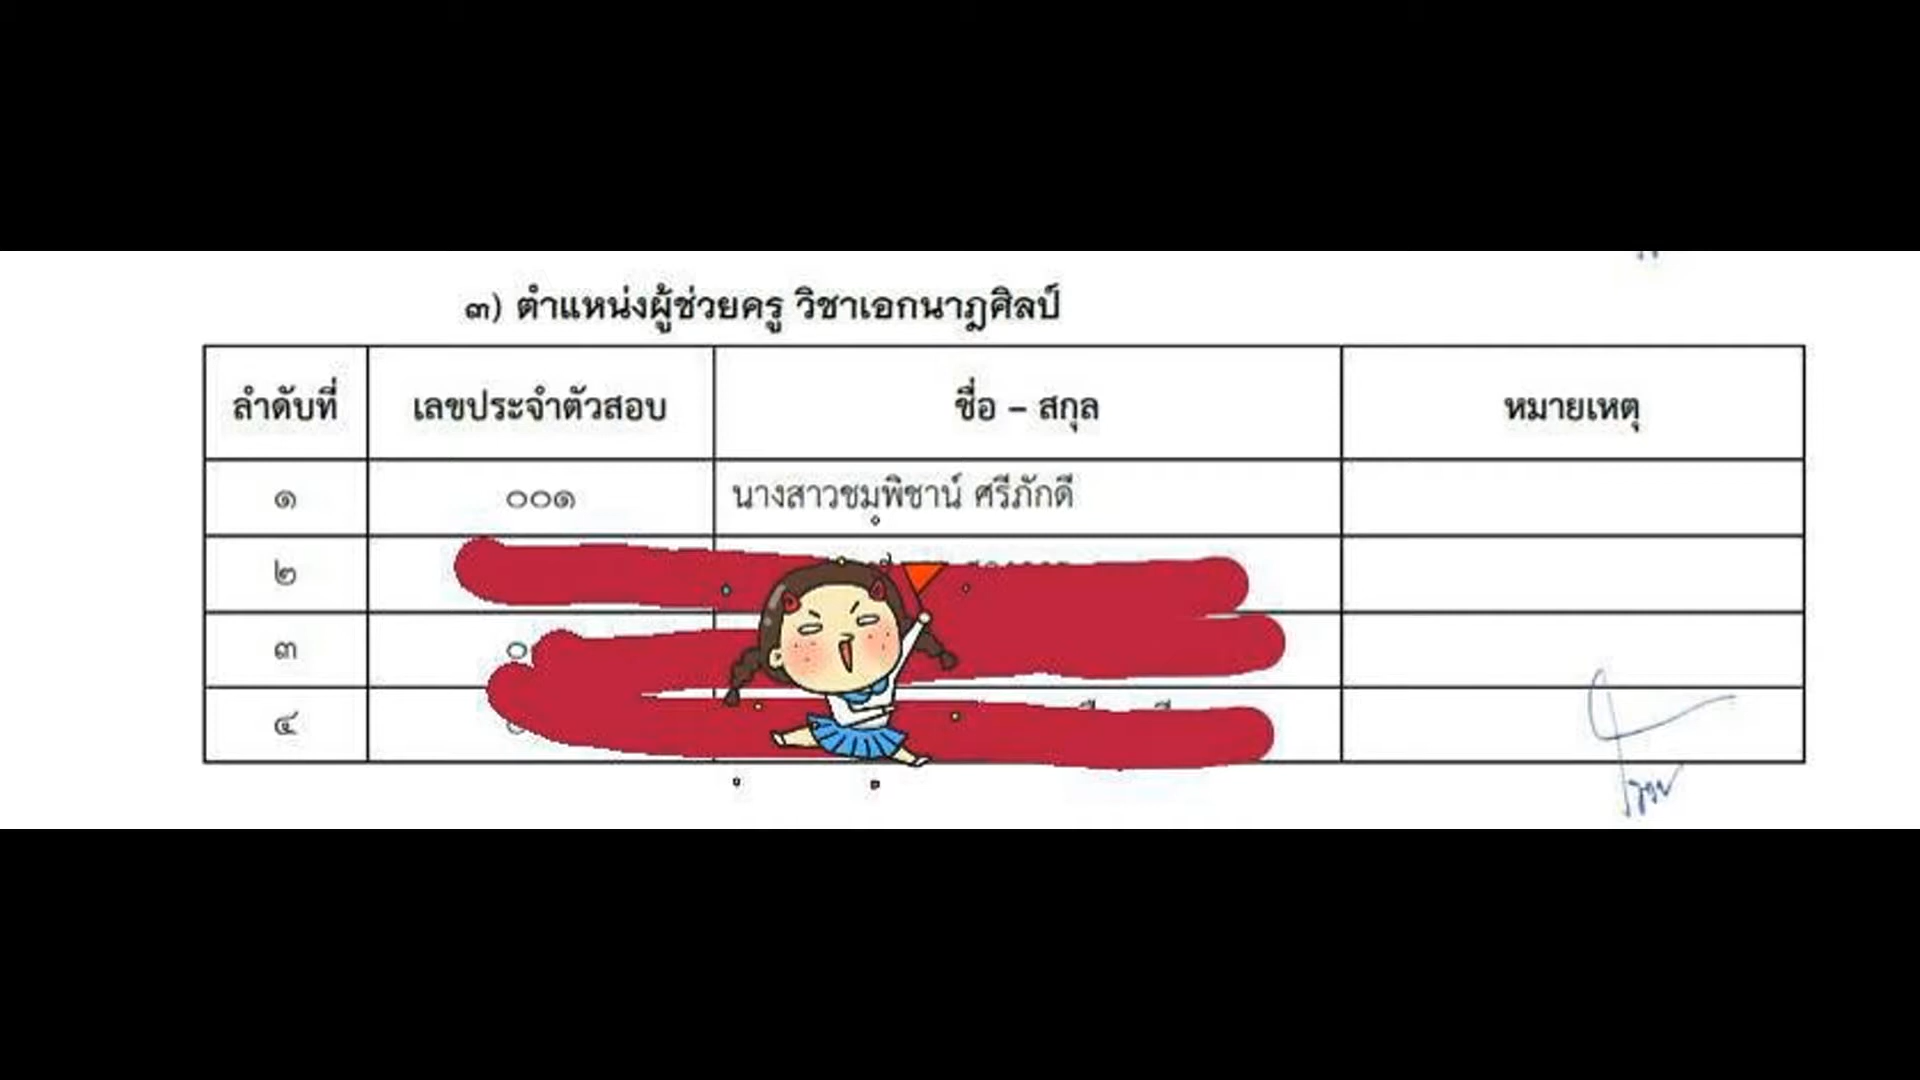 ๓) ตำแหน่งผู้ช่วยครู วิชาเอกนาฎศิลป์
ลำดับที่ เลขประจำตัวสอบ ชื่อ – สกุล หมายเหตุ
๑ ๐๐๑ นางสาวชมพิชาน์ ศรีภักดี
๒
๓ ๐
๔